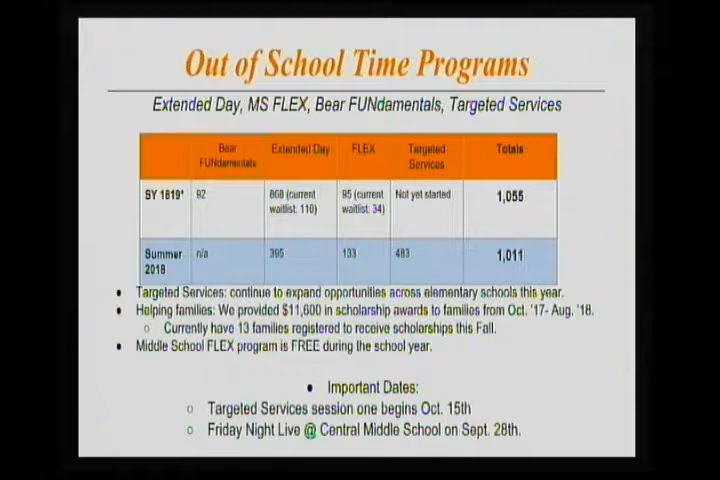 Out of School Time Programs
Extended Day, MS FLEX, Bear FUNdamentals, Targeted Services
Bear FUNdamentals
Extended Day
FLEX
Targeted Services
Totals
SY 1819*
92
868 (current waitlist: 110)
95 (current waitlist: 34)
Not yet started
1,055
Summer 2018
n/a
395
133
483
1,011
• Targeted Services: continue to expand opportunities across elementary schools this year.
• Helping families: We provided $11,600 in scholarship awards to families from Oct. '17- Aug. '18.
○ Currently have 13 families registered to receive scholarships this Fall.
• Middle School FLEX program is FREE during the school year.
• Important Dates:
○ Targeted Services session one begins Oct. 15th
○ Friday Night Live @ Central Middle School on Sept. 28th.